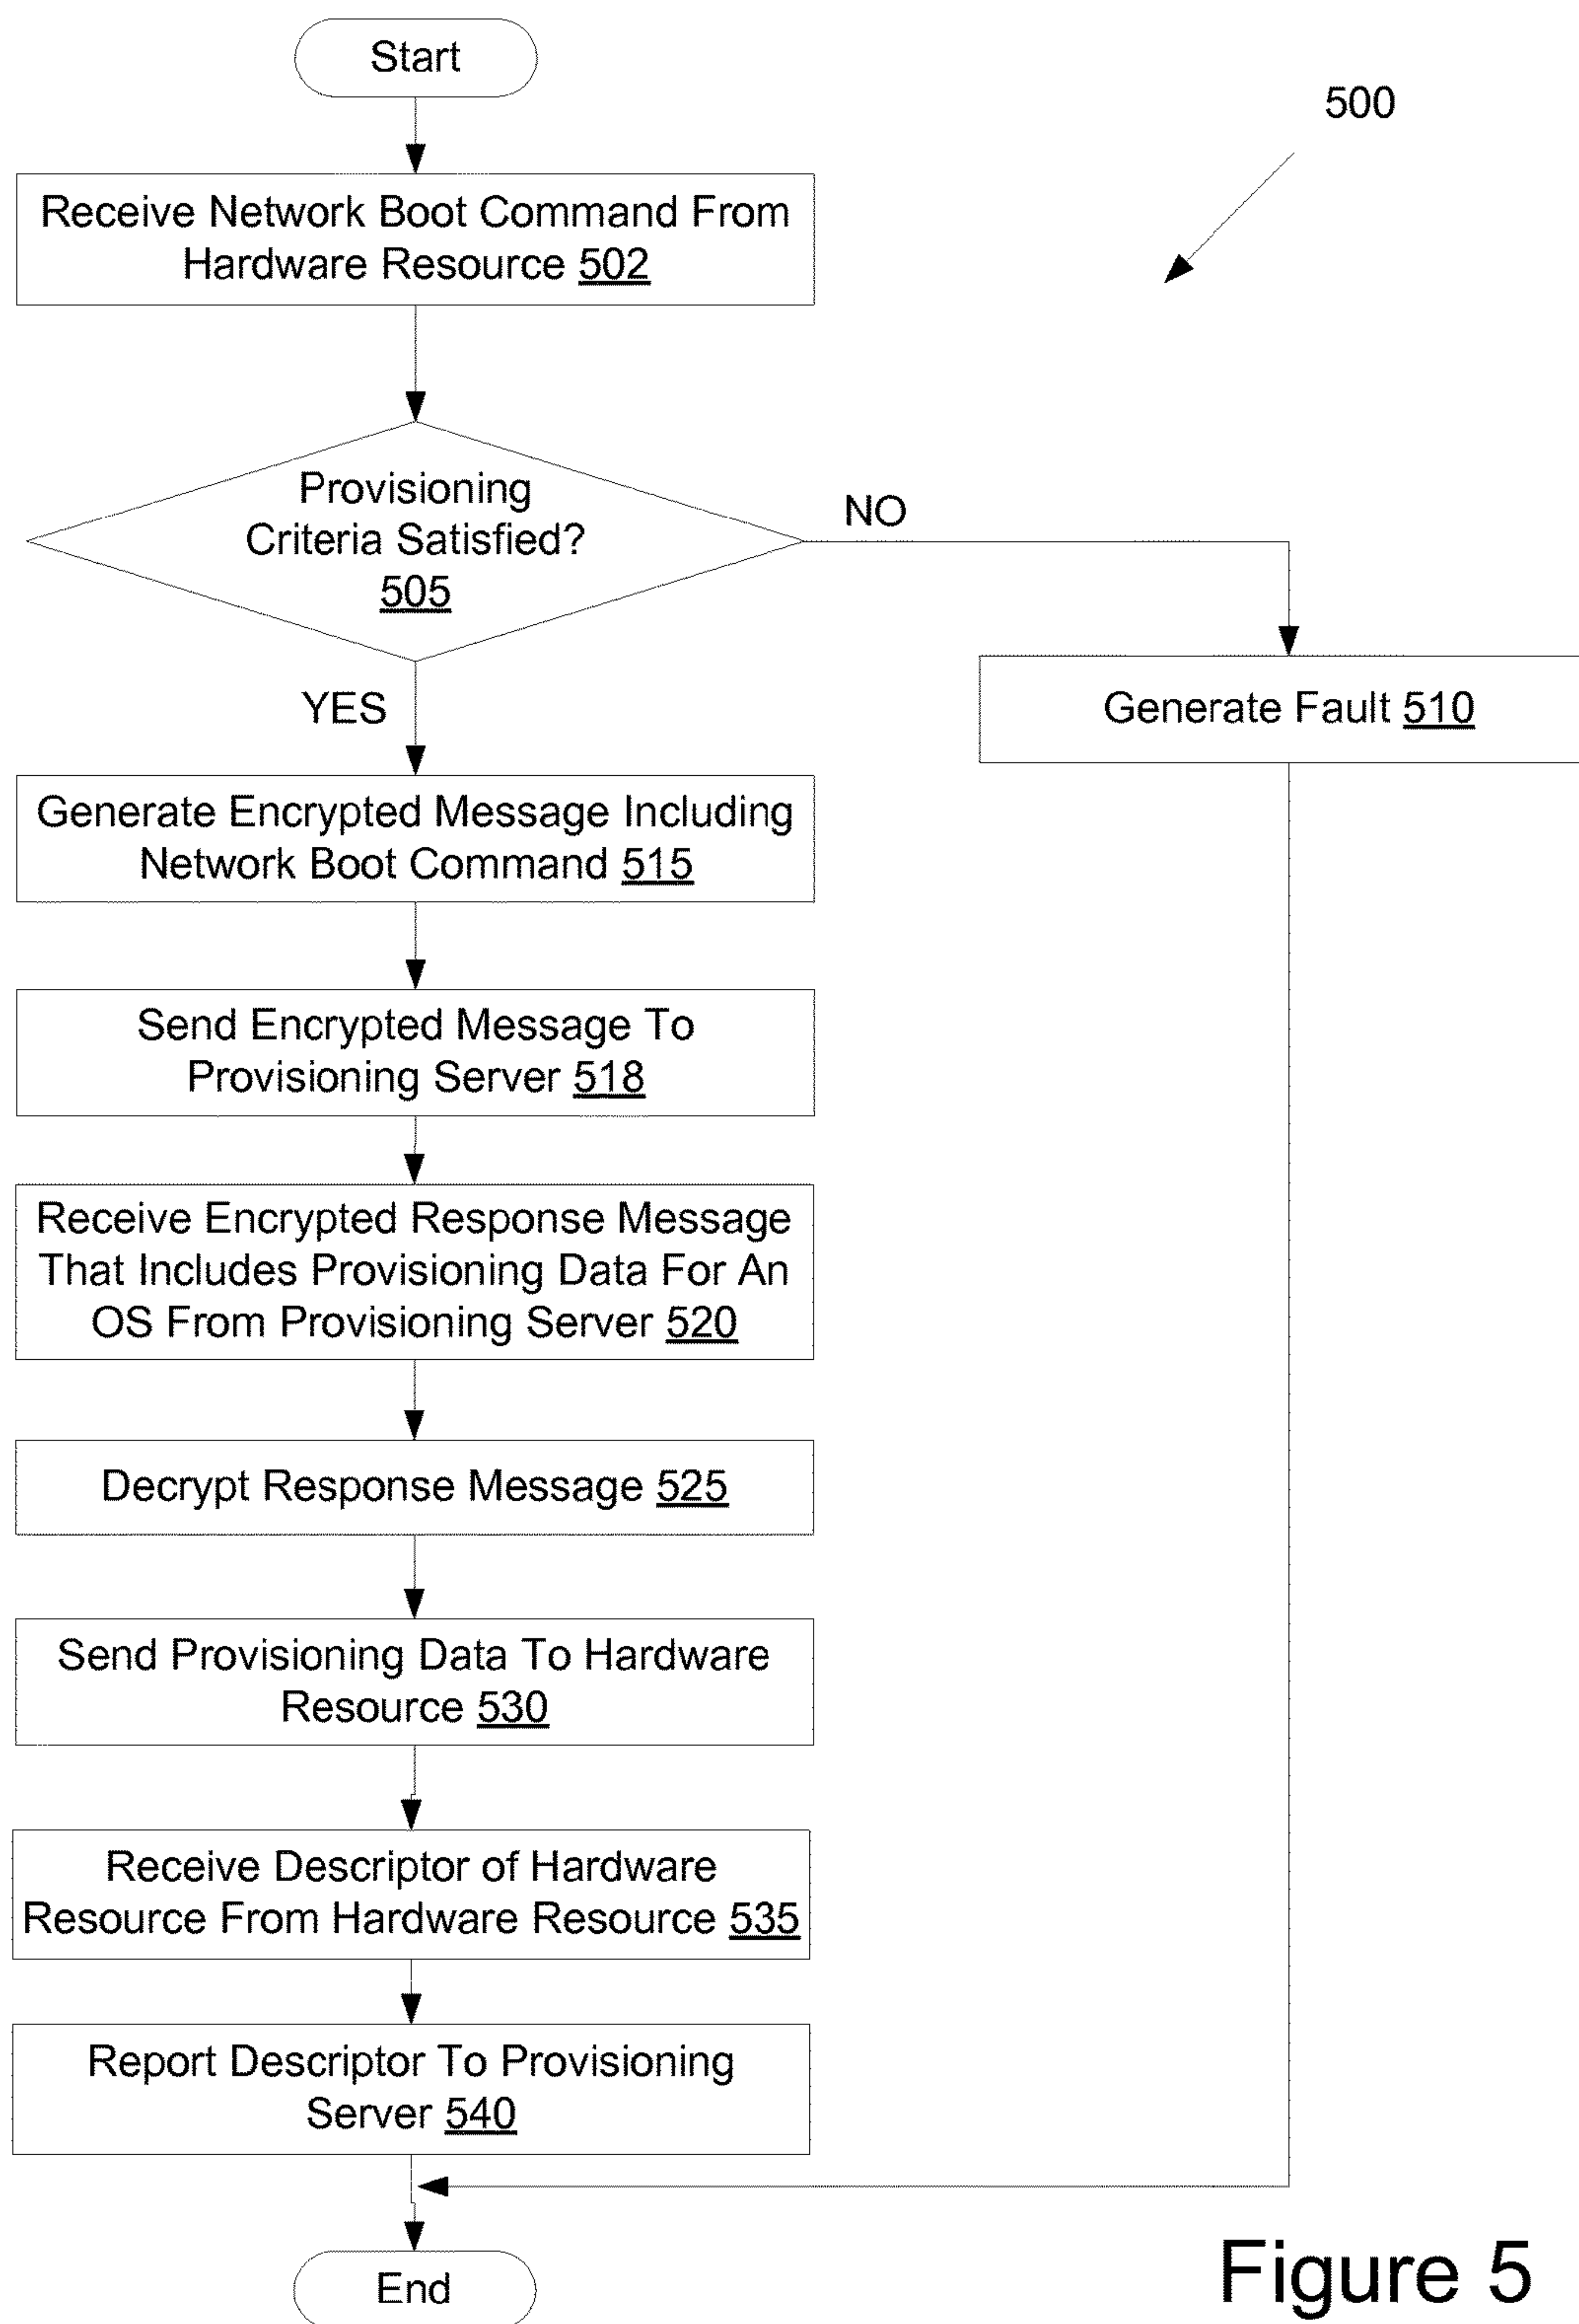 Start
500
Receive Network Boot Command From
Hardware Resource 502
Provisioning
Criteria Satisfied?
505
NO
YES
Generate Fault 510
Generate Encrypted Message Including
Network Boot Command 515
Send Encrypted Message To
Provisioning Server 518
Receive Encrypted Response Message
That Includes Provisioning Data For An
OS From Provisioning Server 520
Decrypt Response Message 525
Send Provisioning Data To Hardware
Resource 530
Receive Descriptor of Hardware
Resource From Hardware Resource 535
Report Descriptor To Provisioning
Server 540
End
Figure 5